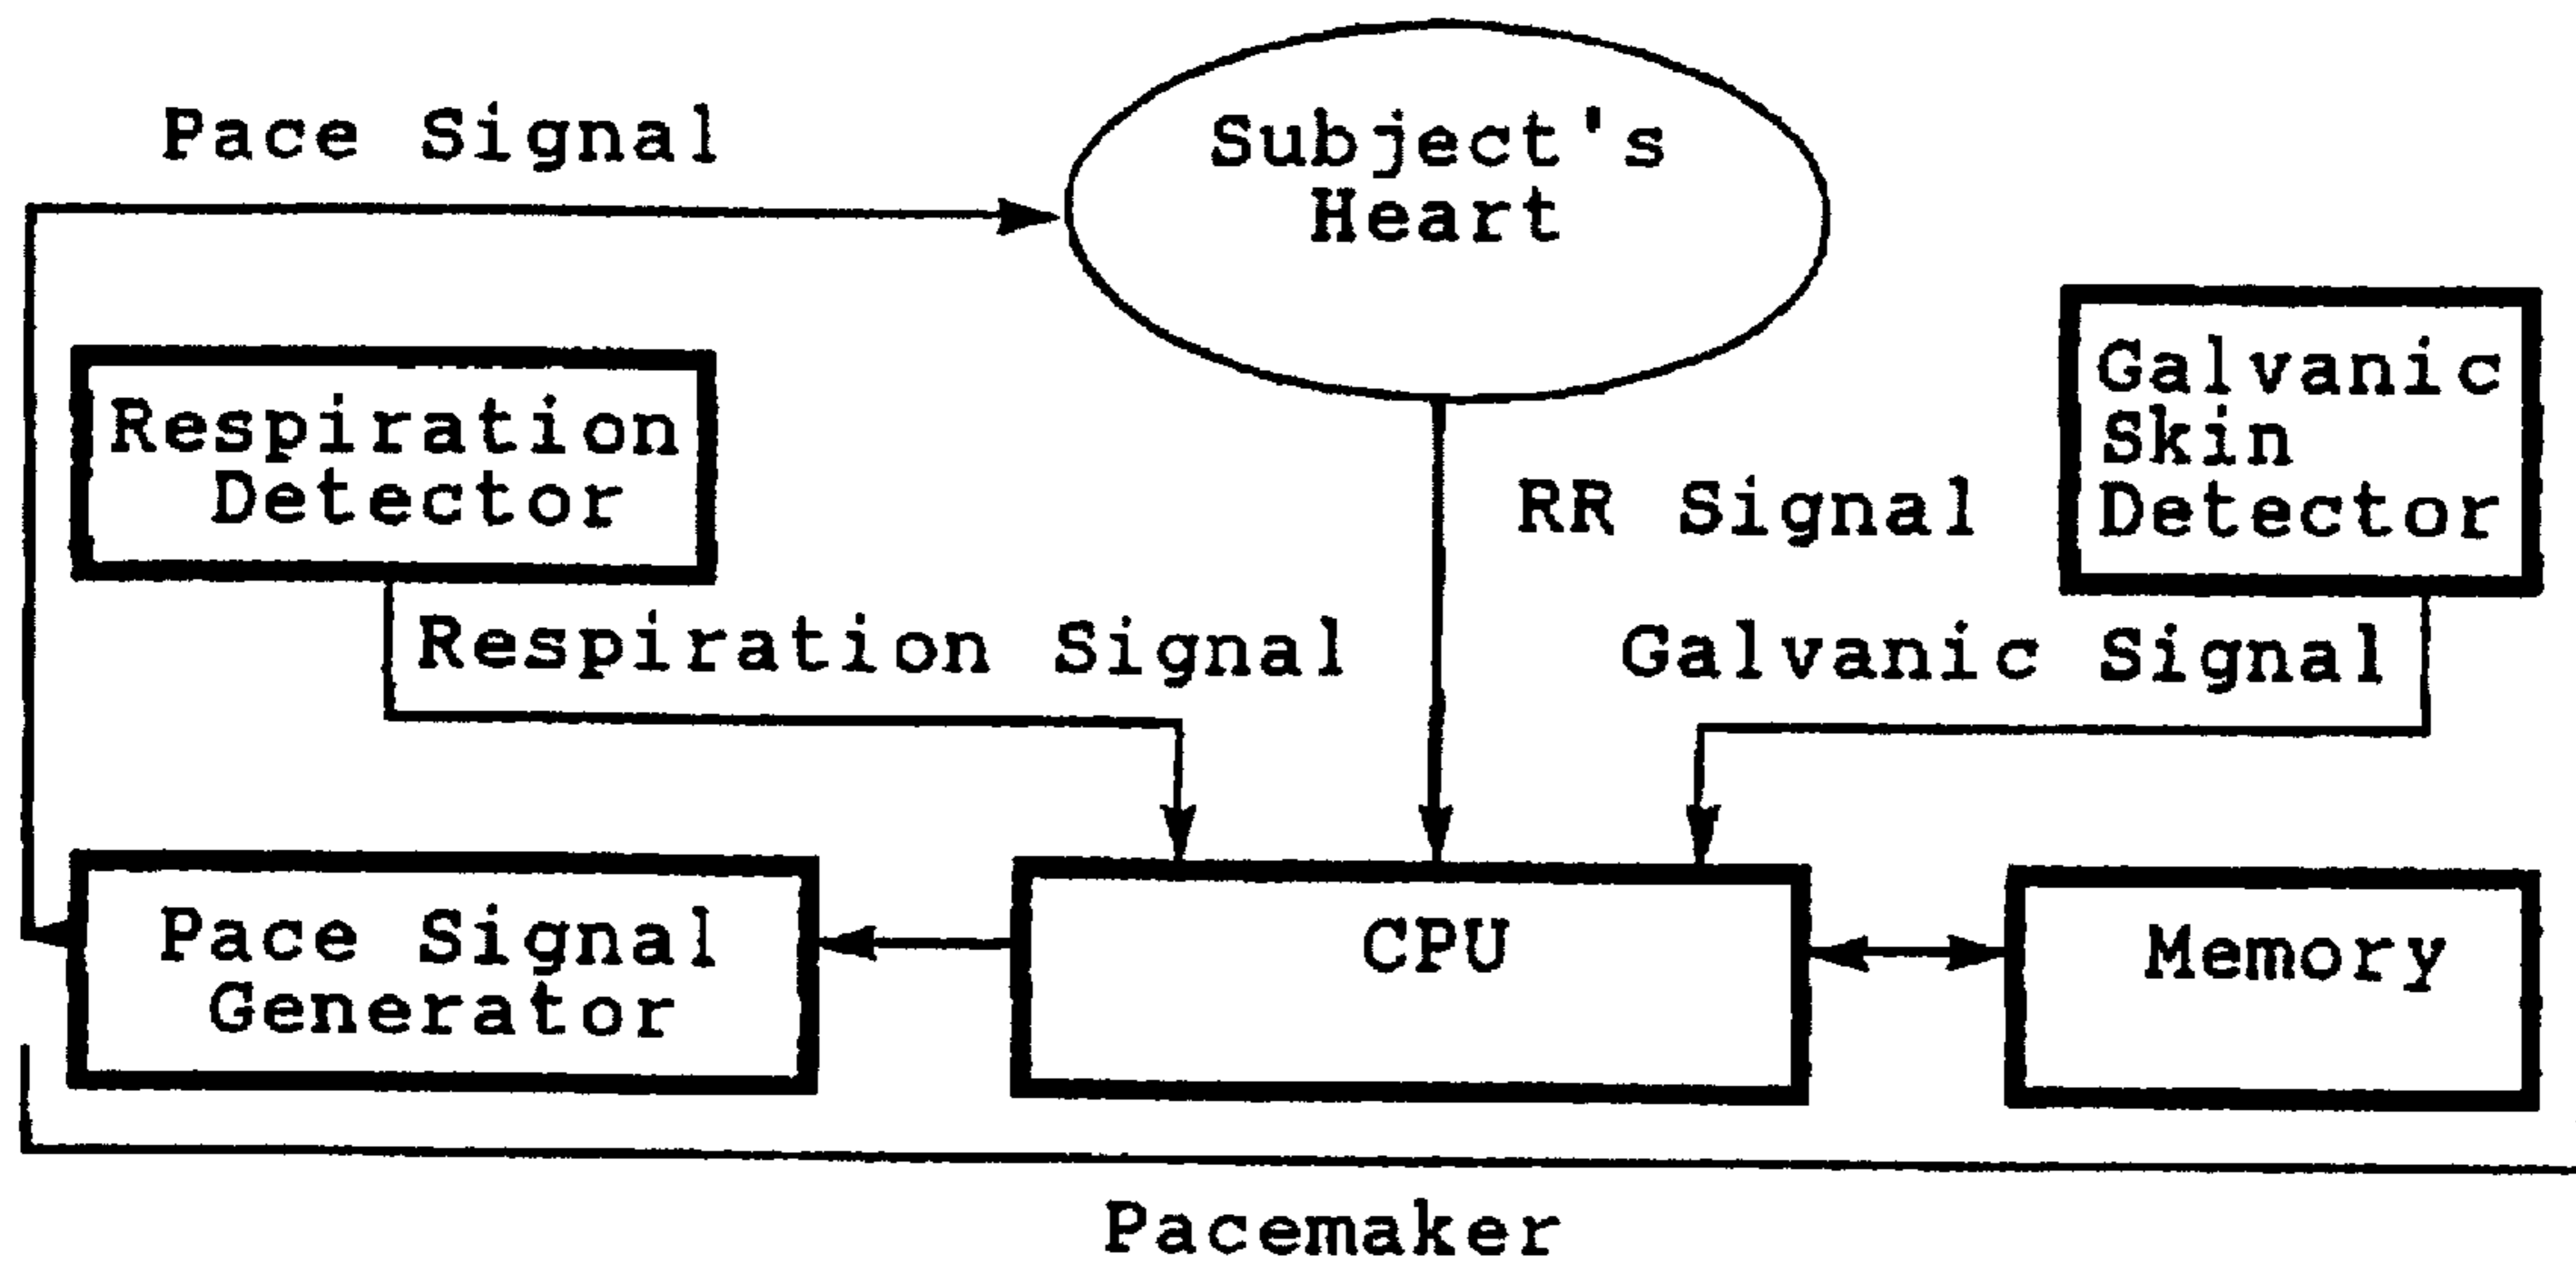 Pace Signal
Subject's
Heart
Respiration
Detector
RR Signal
Galvanic
Skin
Detector
Respiration Signal
Galvanic Signal
Pace Signal
Generator
CPU
Memory
Pacemaker